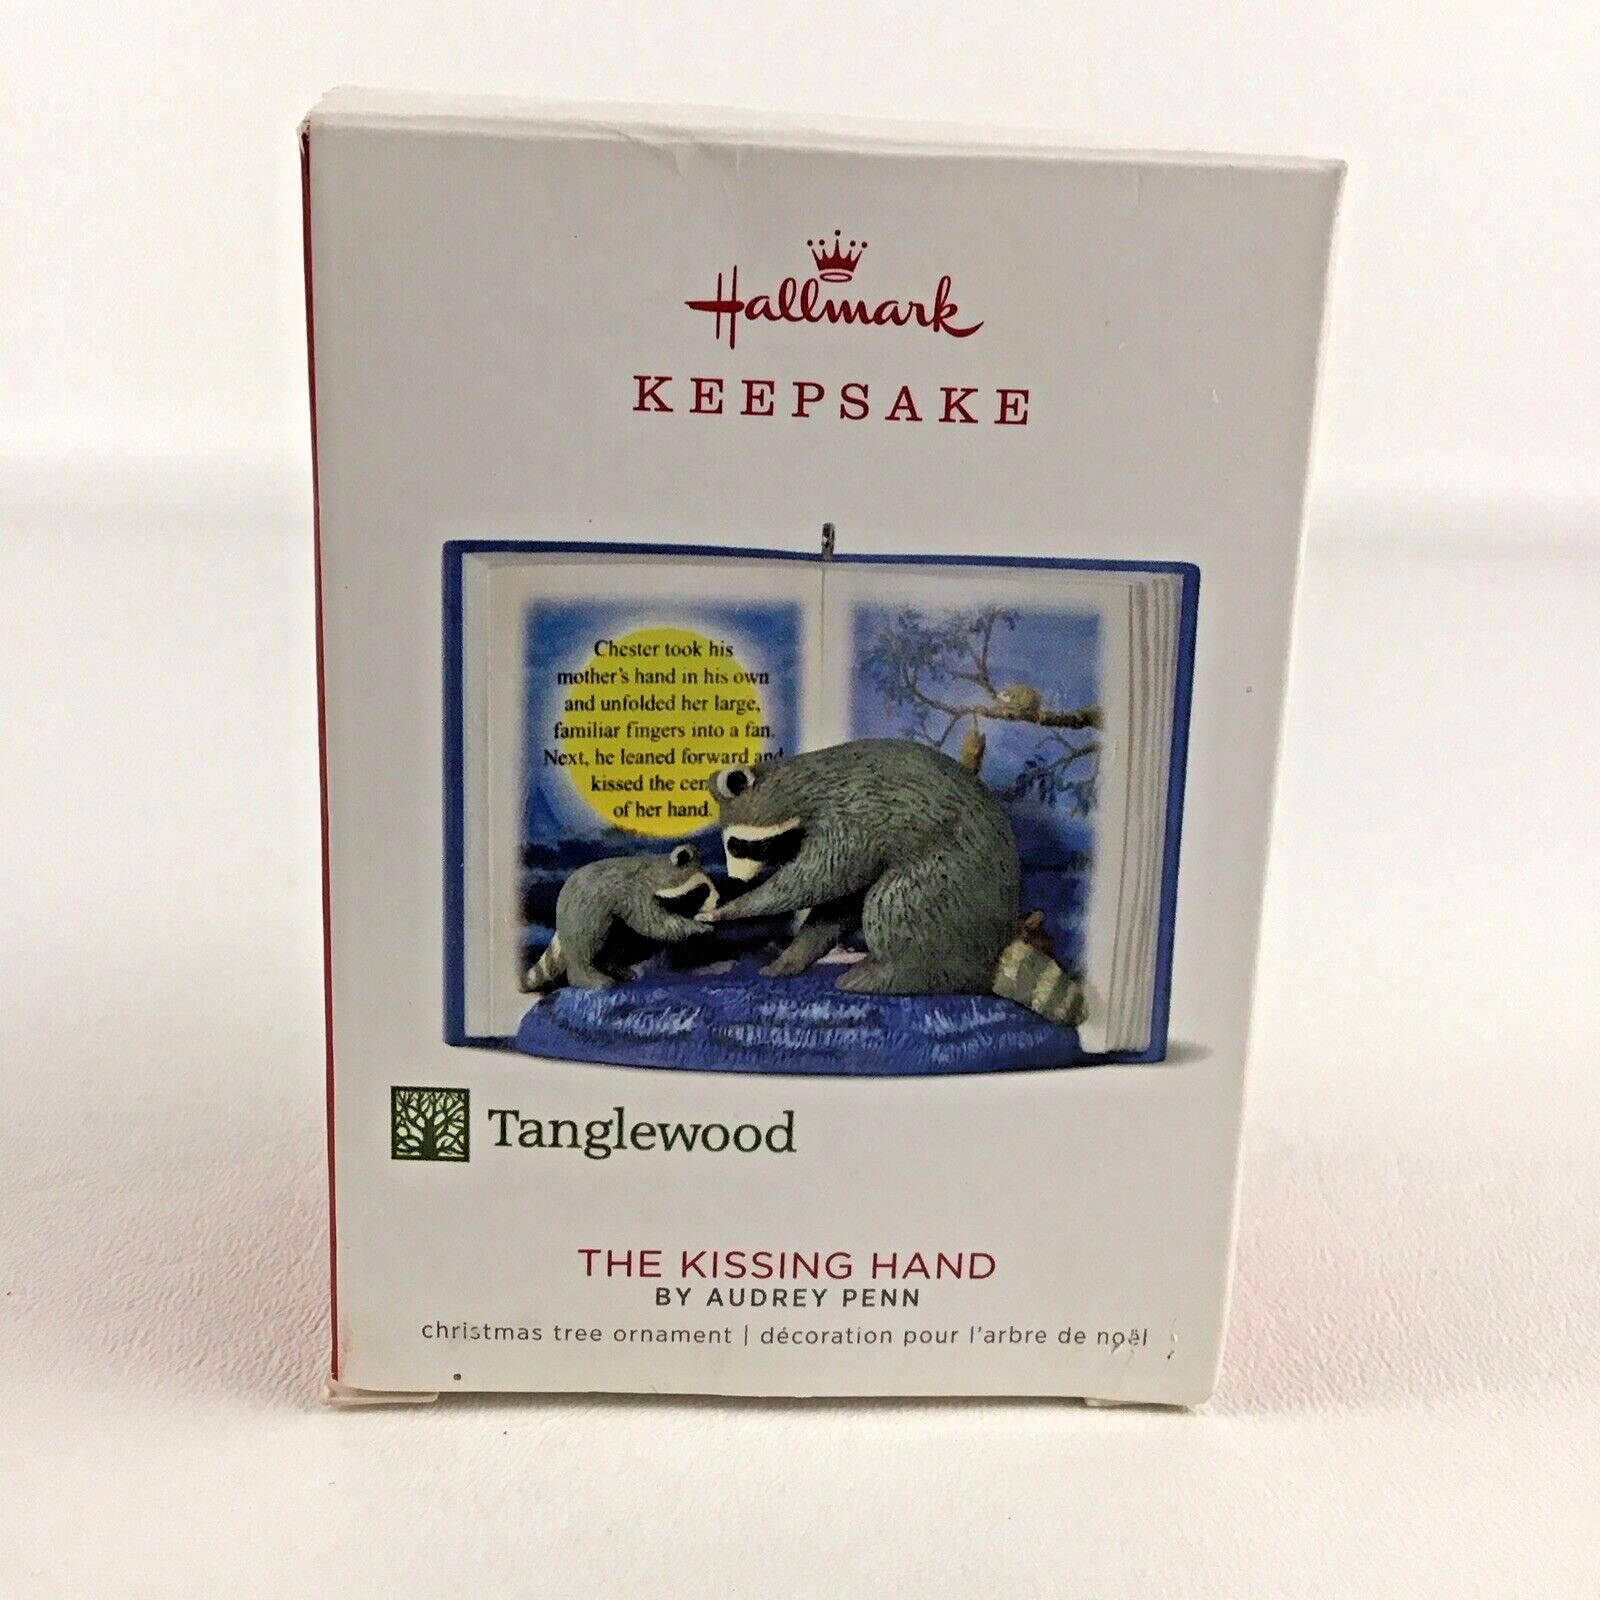 Hallmark
KEEPSAKE
Chester took his
mother's hand in his own
and unfolded her large,
familiar fingers into a fan.
Next, he leaned forward and
kissed the cen
of her hand.
Tanglewood
THE KISSING HAND
BY AUDREY PENN
christmas tree ornament | décoration pour l'arbre de noël